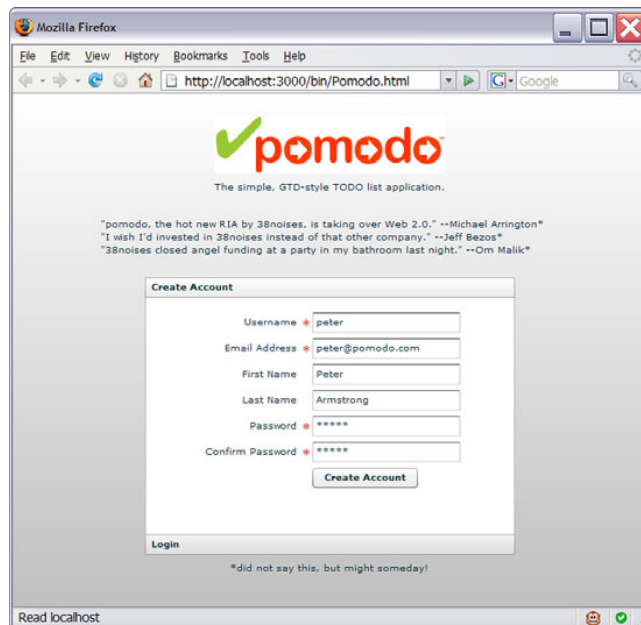 Mozilla Firefox
File Edit View History Bookmarks Tools Help
http://localhost:3000/bin/Pomodo.html
G Google
pomodo™
The simple, GTD-style TODO list application.
"pomodo, the hot new RIA by 38noises, is taking over Web 2.0." --Michael Arrington*
"I wish I'd invested in 38noises instead of that other company." --Jeff Bezos*
"38noises closed angel funding at a party in my bathroom last night." --Om Malik*
Create Account
Username * peter
Email Address * peter@pomodo.com
First Name Peter
Last Name Armstrong
Password * *****
Confirm Password * *****
Create Account
Login
*did not say this, but might someday!
Read localhost